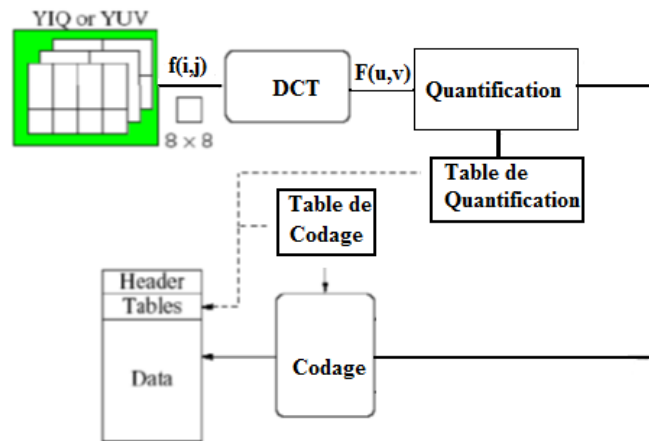 YIQ or YUV
f(i,j)
8 × 8
DCT
F(u,v)
Quantification
Table de
Quantification
Table de
Codage
Header
Tables
Data
Codage